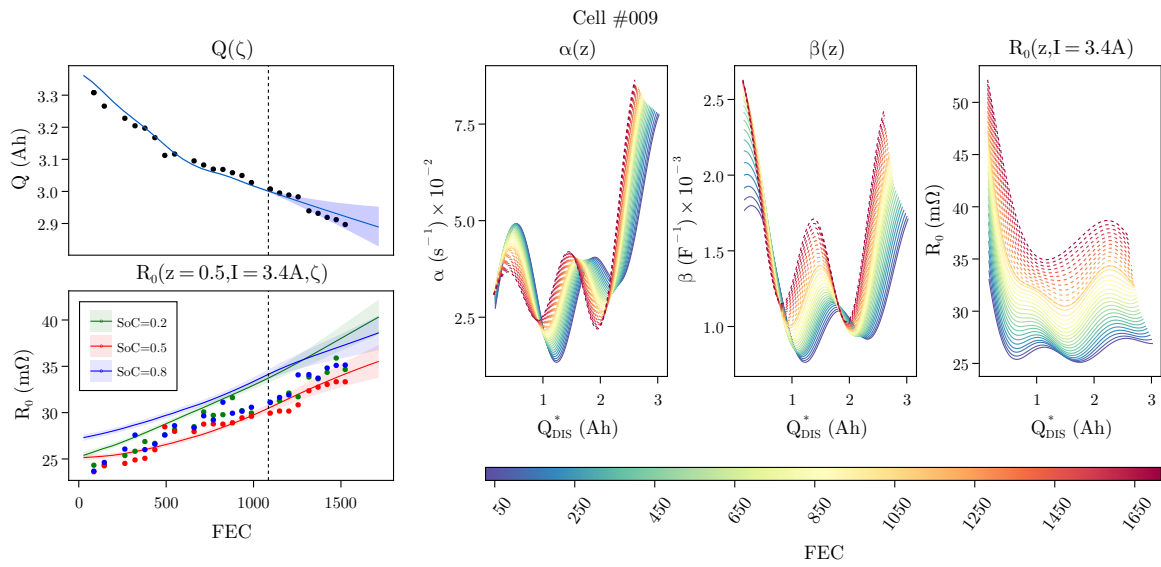 Cell #009
Q(ζ)
Q (Ah)
3.3
3.2
3.1
3.0
2.9
R₀(z=0.5,I=3.4A,ζ)
R₀ (mΩ)
40
35
30
25
SoC=0.2
SoC=0.5
SoC=0.8
0 500 1000 1500
FEC
α(z)
α (s⁻¹) × 10⁻²
7.5
5.0
2.5
1 2 3
Q*DIS (Ah)
β(z)
β (F⁻¹) × 10⁻³
2.5
2.0
1.5
1.0
1 2 3
Q*DIS (Ah)
R₀(z,I=3.4A)
R₀ (mΩ)
50
45
40
35
30
25
1 2 3
Q*DIS (Ah)
50 250 450 650 850 1050 1250 1450 1650
FEC